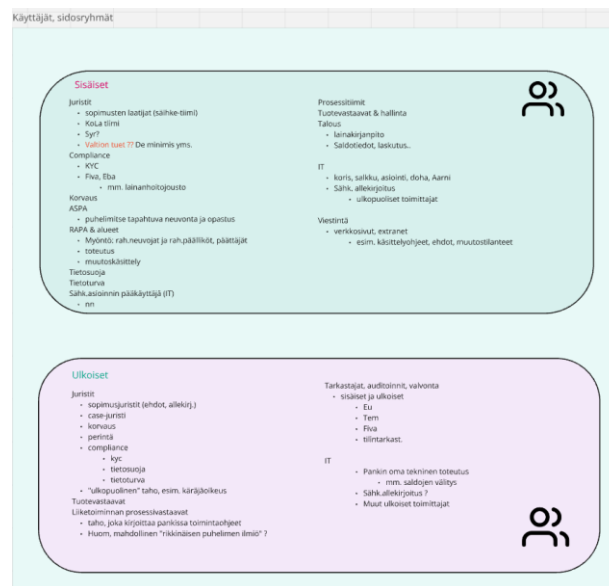 Käyttäjät, sidosryhmät
Sisäiset
Juristit
sopimusten laatijat (säihke-tiimi)
KoLa tiimi
Syr?
Valtion tuet ?? De minimis yms.
Compliance
KYC
Fiva, Eba
mm. lainanhoitojousto
Korvaus
ASPA
puhelimitse tapahtuva neuvonta ja opastus
RAPA & alueet
Myöntö: rah.neuvojat ja rah.päälliköt, päättäjät
toteutus
muutoskäsittely
Tietosuoja
Tietoturva
Sähk.asioinnin pääkäyttäjä (IT)
nn
Prosessitiimit
Tuotevastaavat & hallinta
Talous
lainakirjanpito
Saldotiedot, laskutus..
IT
koris, salkku, asiointi, doha, Aarni
Sähk. allekirjoitus
ulkopuoliset toimittajat
Viestintä
verkkosivut, extranet
esim. käsittelyohjeet, ehdot, muutostilanteet
Ulkoiset
Juristit
sopimusjuristit (ehdot, allekirj.)
case-juristi
korvaus
perintä
compliance
kyc
tietosuoja
tietoturva
"ulkopuolinen" taho, esim. käräjäoikeus
Tuotevastaavat
Liiketoiminnan prosessivastaavat
taho, joka kirjoittaa pankissa toimintaohjeet
Huom, mahdollinen "rikkinäisen puhelimen ilmiö" ?
Tarkastajat, auditoinnit, valvonta
sisäiset ja ulkoiset
Eu
Tem
Fiva
tilintarkast.
IT
Pankin oma tekninen toteutus
mm. saldojen välitys
Sähk.allekirjoitus ?
Muut ulkoiset toimittajat